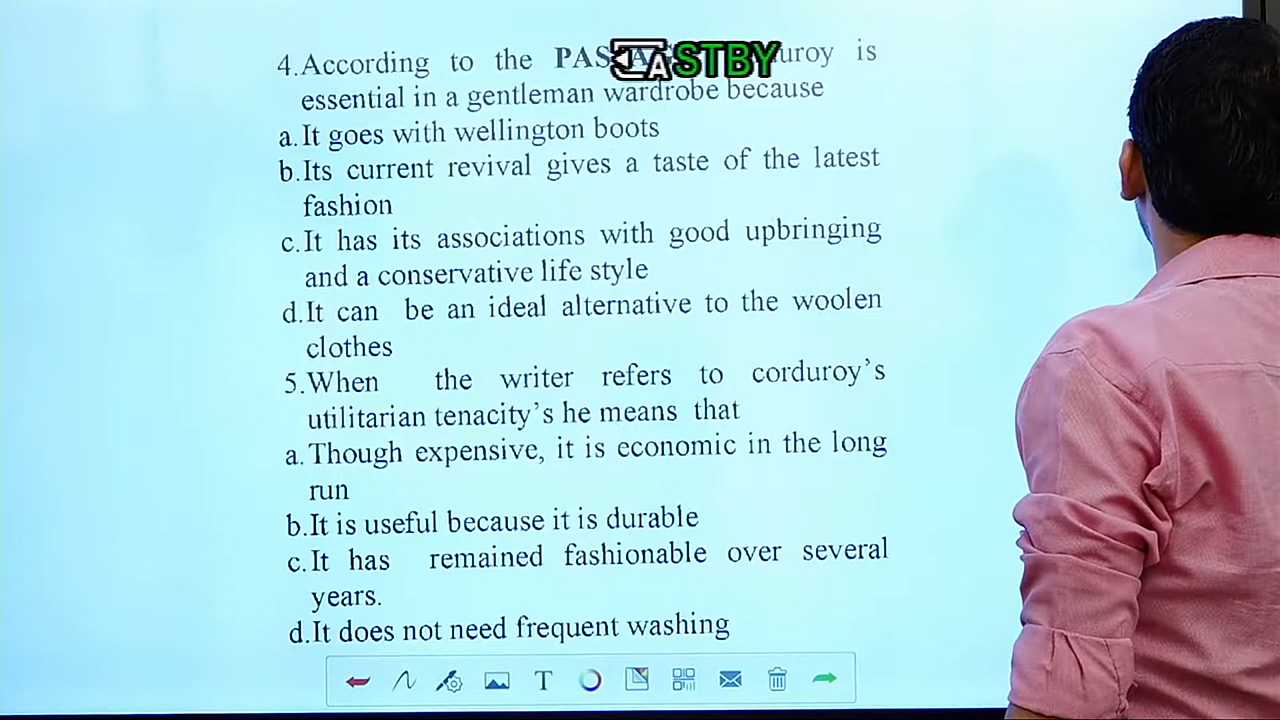 4.According to the uroy is
essential in a gentleman wardrobe because
a.It goes with wellington boots
b.Its current revival gives a taste of the latest
fashion
c.It has its associations with good upbringing
and a conservative life style
d.It can be an ideal alternative to the woolen
clothes
5.When the writer refers to corduroy's
utilitarian tenacity's he means that
a.Though expensive, it is economic in the long
run
b.It is useful because it is durable
c.It has remained fashionable over several
years.
d.It does not need frequent washing
A STBY
T